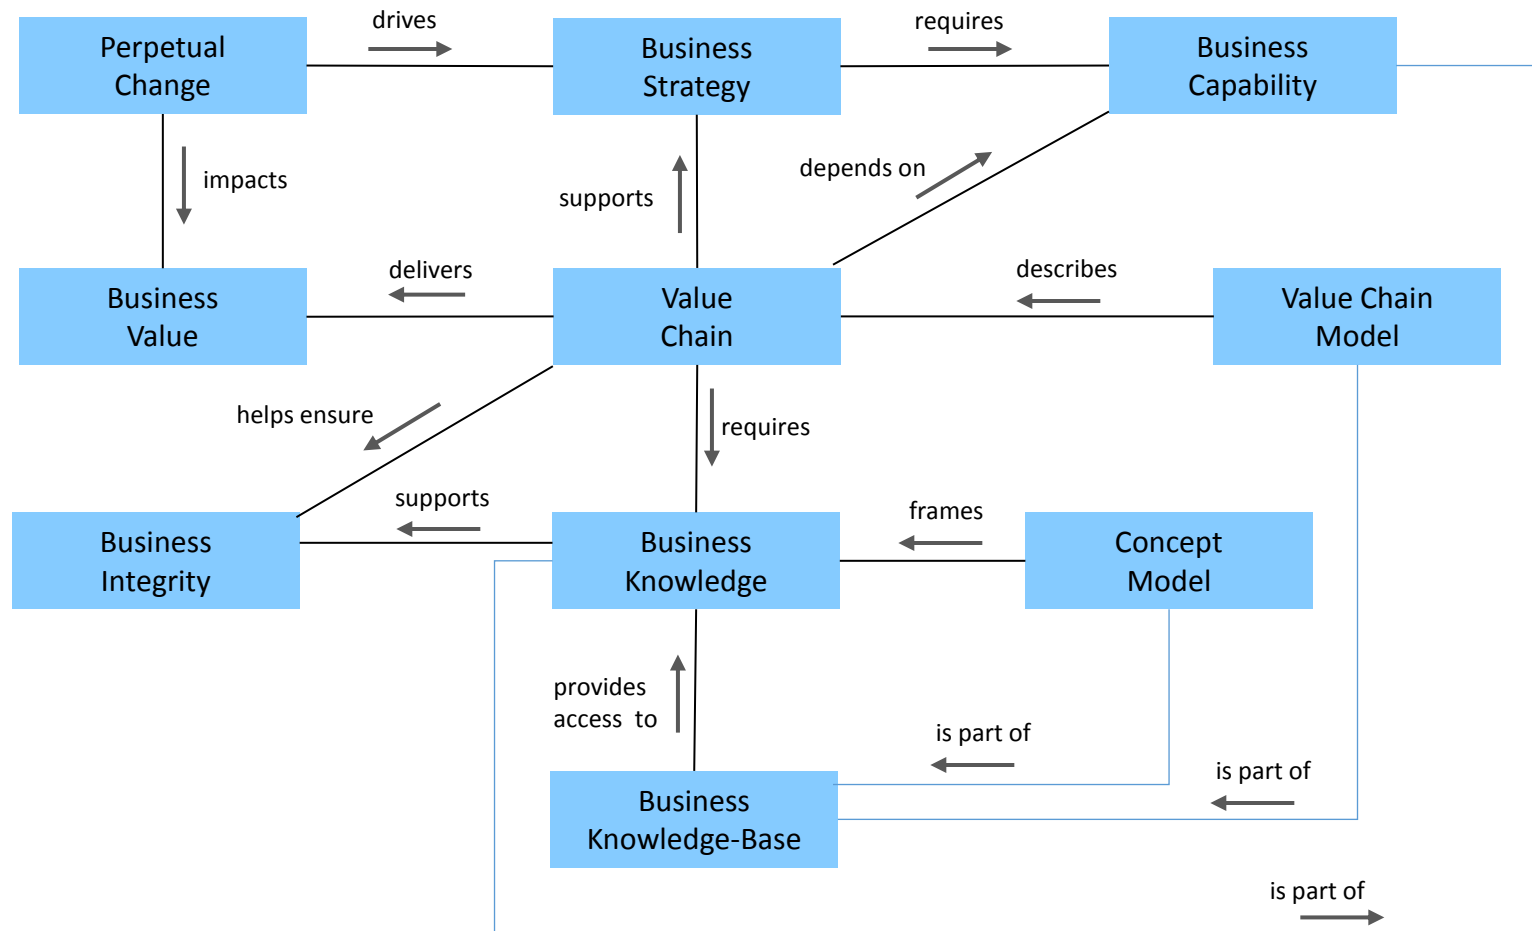 drives
requires
Perpetual
Change
Business
Strategy
Business
Capability
impacts
supports
depends on
delivers
describes
Business
Value
Value
Chain
Value Chain
Model
helps ensure
requires
supports
frames
Business
Integrity
Business
Knowledge
Concept
Model
provides
access to
is part of
is part of
Business
Knowledge-Base
is part of